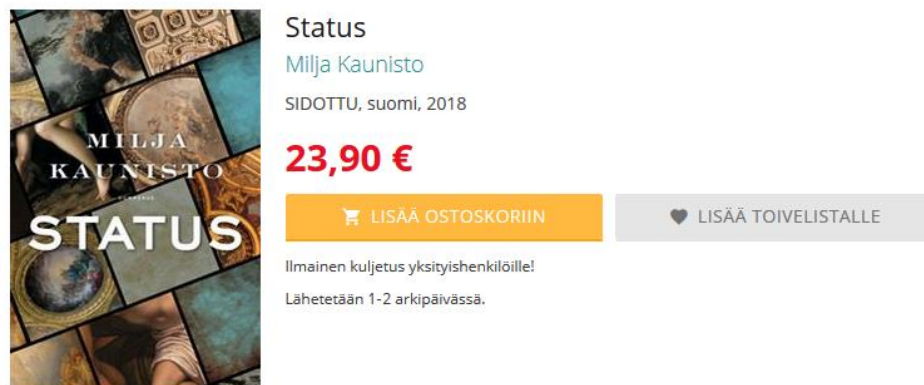 MILJA
KAUNISTO
STATUS
Status
Milja Kaunisto
SIDOTTU, suomi, 2018
23,90 €
LISÄÄ OSTOSKORIIN
LISÄÄ TOIVELISTALLE
Ilmainen kuljetus yksityishenkilöille!
Lähetetään 1-2 arkipäivässä.